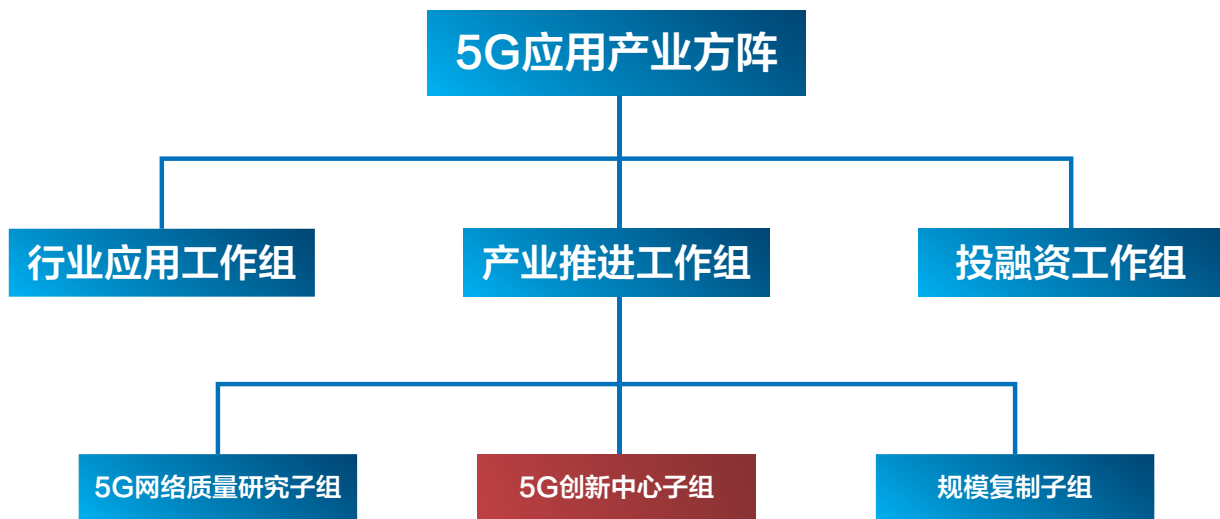 5G应用产业方阵
行业应用工作组
产业推进工作组
投融资工作组
5G网络质量研究子组
5G创新中心子组
规模复制子组